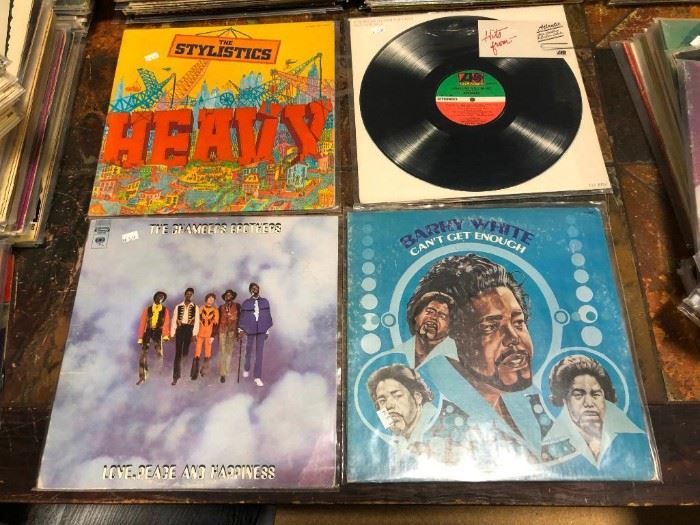 THE
STYLISTICS
HEAVY
Hits
from
Atlantic
THE CHAMBERS BROTHERS
LOVE, PEACE AND HAPPINESS
BARRY WHITE
CAN'T GET ENOUGH